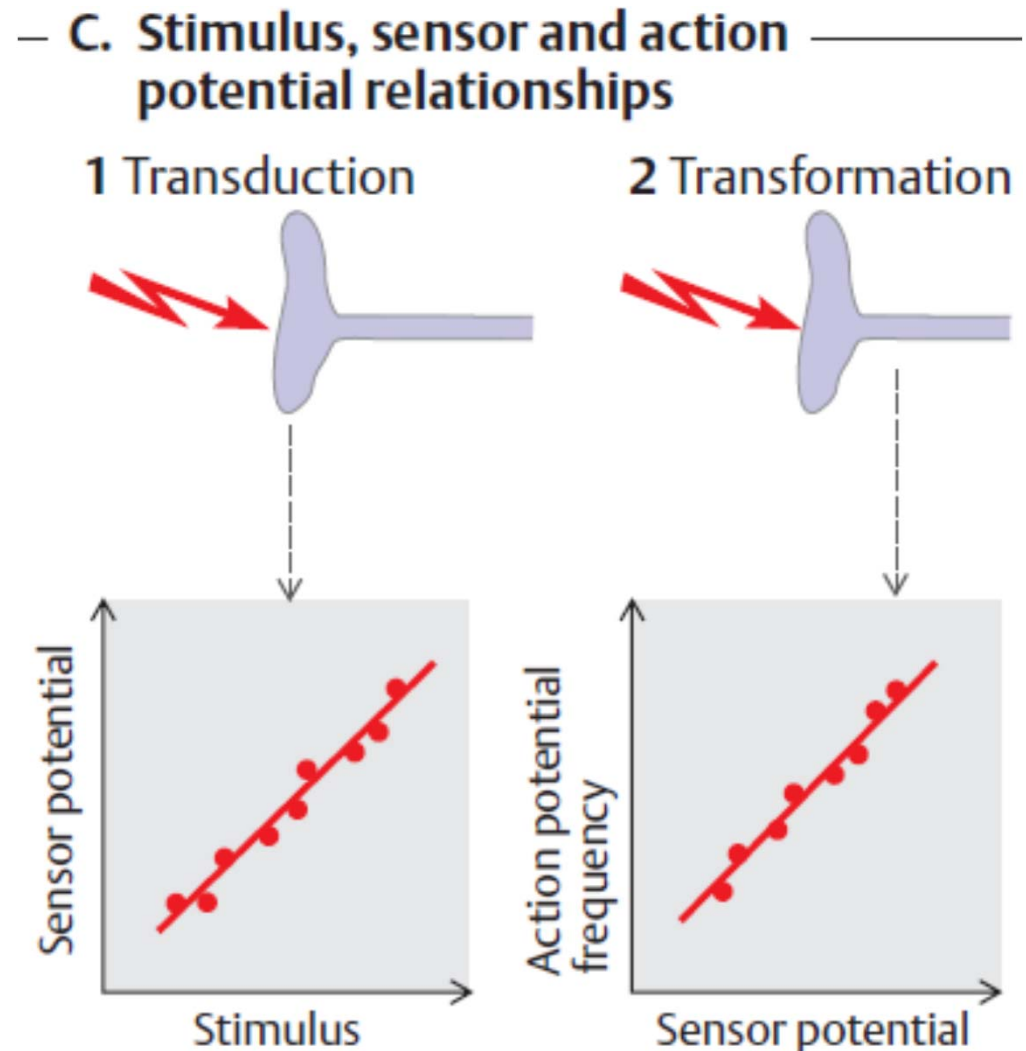 C. Stimulus, sensor and action
potential relationships
1 Transduction
2 Transformation
Sensor potential
Stimulus
Action potential
frequency
Sensor potential